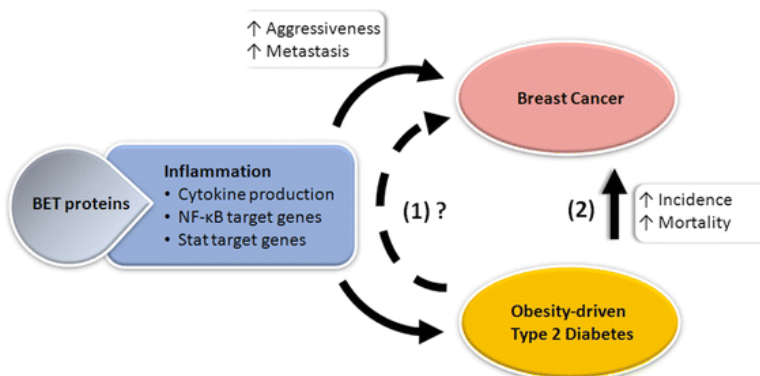 ↑ Aggressiveness
↑ Metastasis
Breast Cancer
BET proteins
Inflammation
• Cytokine production
• NF-κB target genes
• Stat target genes
(1) ?
(2)
↑ Incidence
↑ Mortality
Obesity-driven
Type 2 Diabetes